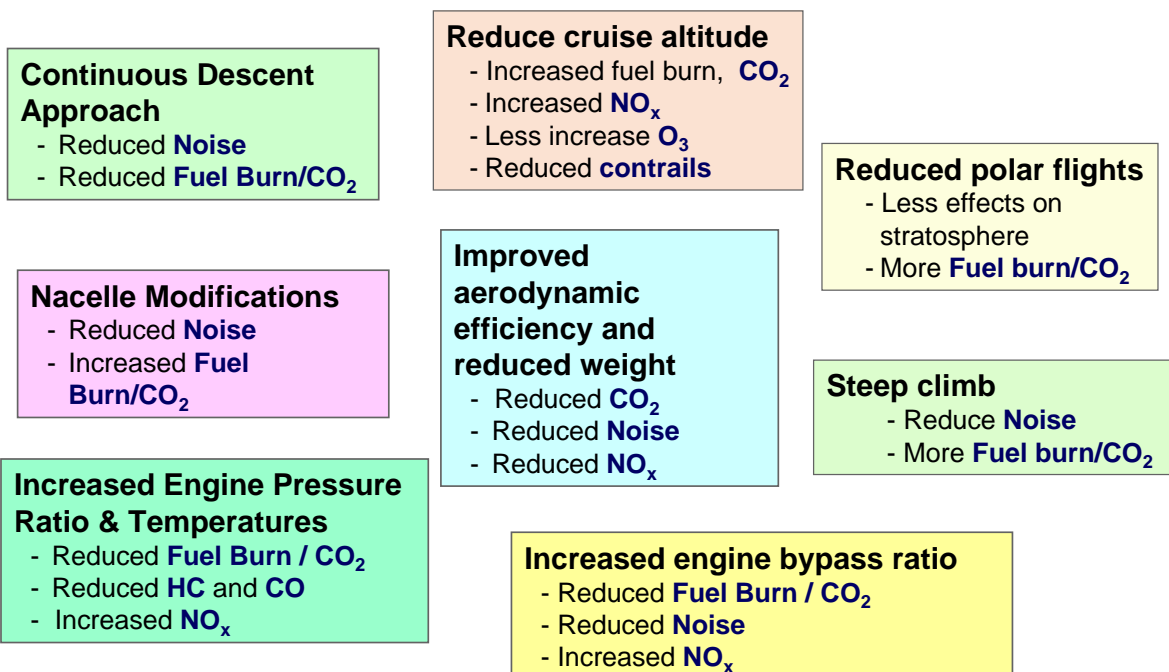 Continuous Descent
Approach
- Reduced Noise
- Reduced Fuel Burn/CO₂
Reduce cruise altitude
- Increased fuel burn, CO₂
- Increased NOₓ
- Less increase O₃
- Reduced contrails
Reduced polar flights
- Less effects on
stratosphere
- More Fuel burn/CO₂
Nacelle Modifications
- Reduced Noise
- Increased Fuel
Burn/CO₂
Improved
aerodynamic
efficiency and
reduced weight
- Reduced CO₂
- Reduced Noise
- Reduced NOₓ
Steep climb
- Reduce Noise
- More Fuel burn/CO₂
Increased Engine Pressure
Ratio & Temperatures
- Reduced Fuel Burn / CO₂
- Reduced HC and CO
- Increased NOₓ
Increased engine bypass ratio
- Reduced Fuel Burn / CO₂
- Reduced Noise
- Increased NOₓ